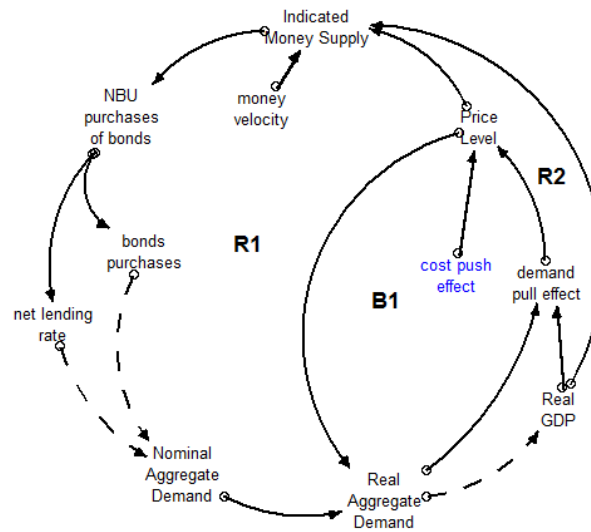 Indicated
Money Supply
NBU
purchases
of bonds
money
velocity
Price
Level
R2
bonds
purchases
R1
cost push
effect
demand
pull effect
B1
net lending
rate
Real
GDP
Nominal
Aggregate
Demand
Real
Aggregate
Demand